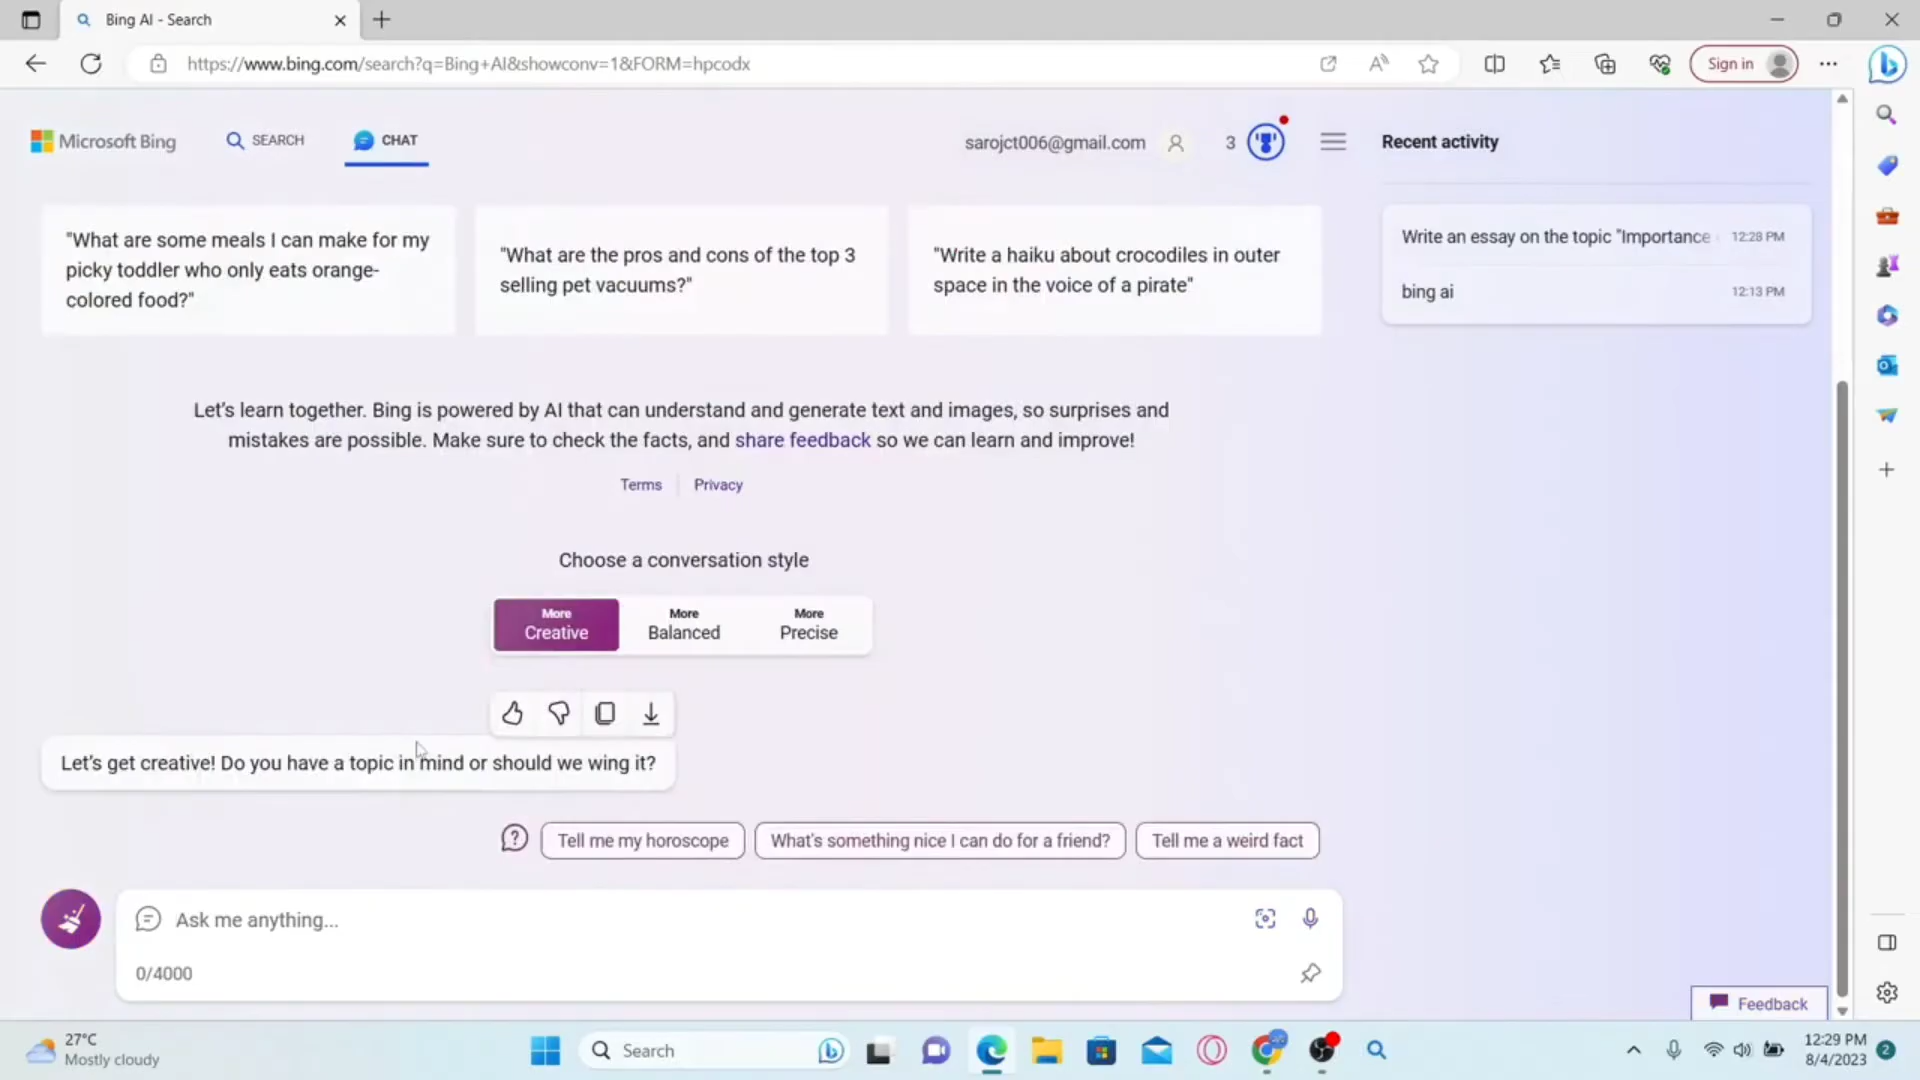 Bing AI - Search
https://www.bing.com/search?q=Bing+AI&showconv=1&FORM=hpcodx
Sign in
Microsoft Bing
SEARCH
CHAT
sarojct006@gmail.com
3
Recent activity
"What are some meals I can make for my
picky toddler who only eats orange-
colored food?"
"What are the pros and cons of the top 3
selling pet vacuums?"
"Write a haiku about crocodiles in outer
space in the voice of a pirate"
Write an essay on the topic "Importance
12:28 PM
bing ai
12:13 PM
Let's learn together. Bing is powered by AI that can understand and generate text and images, so surprises and
mistakes are possible. Make sure to check the facts, and share feedback so we can learn and improve!
Terms
Privacy
Choose a conversation style
More
Creative
More
Balanced
More
Precise
Let's get creative! Do you have a topic in mind or should we wing it?
Tell me my horoscope
What's something nice I can do for a friend?
Tell me a weird fact
Ask me anything...
0/4000
Feedback
27°C
Mostly cloudy
Search
12:29 PM
8/4/2023
2